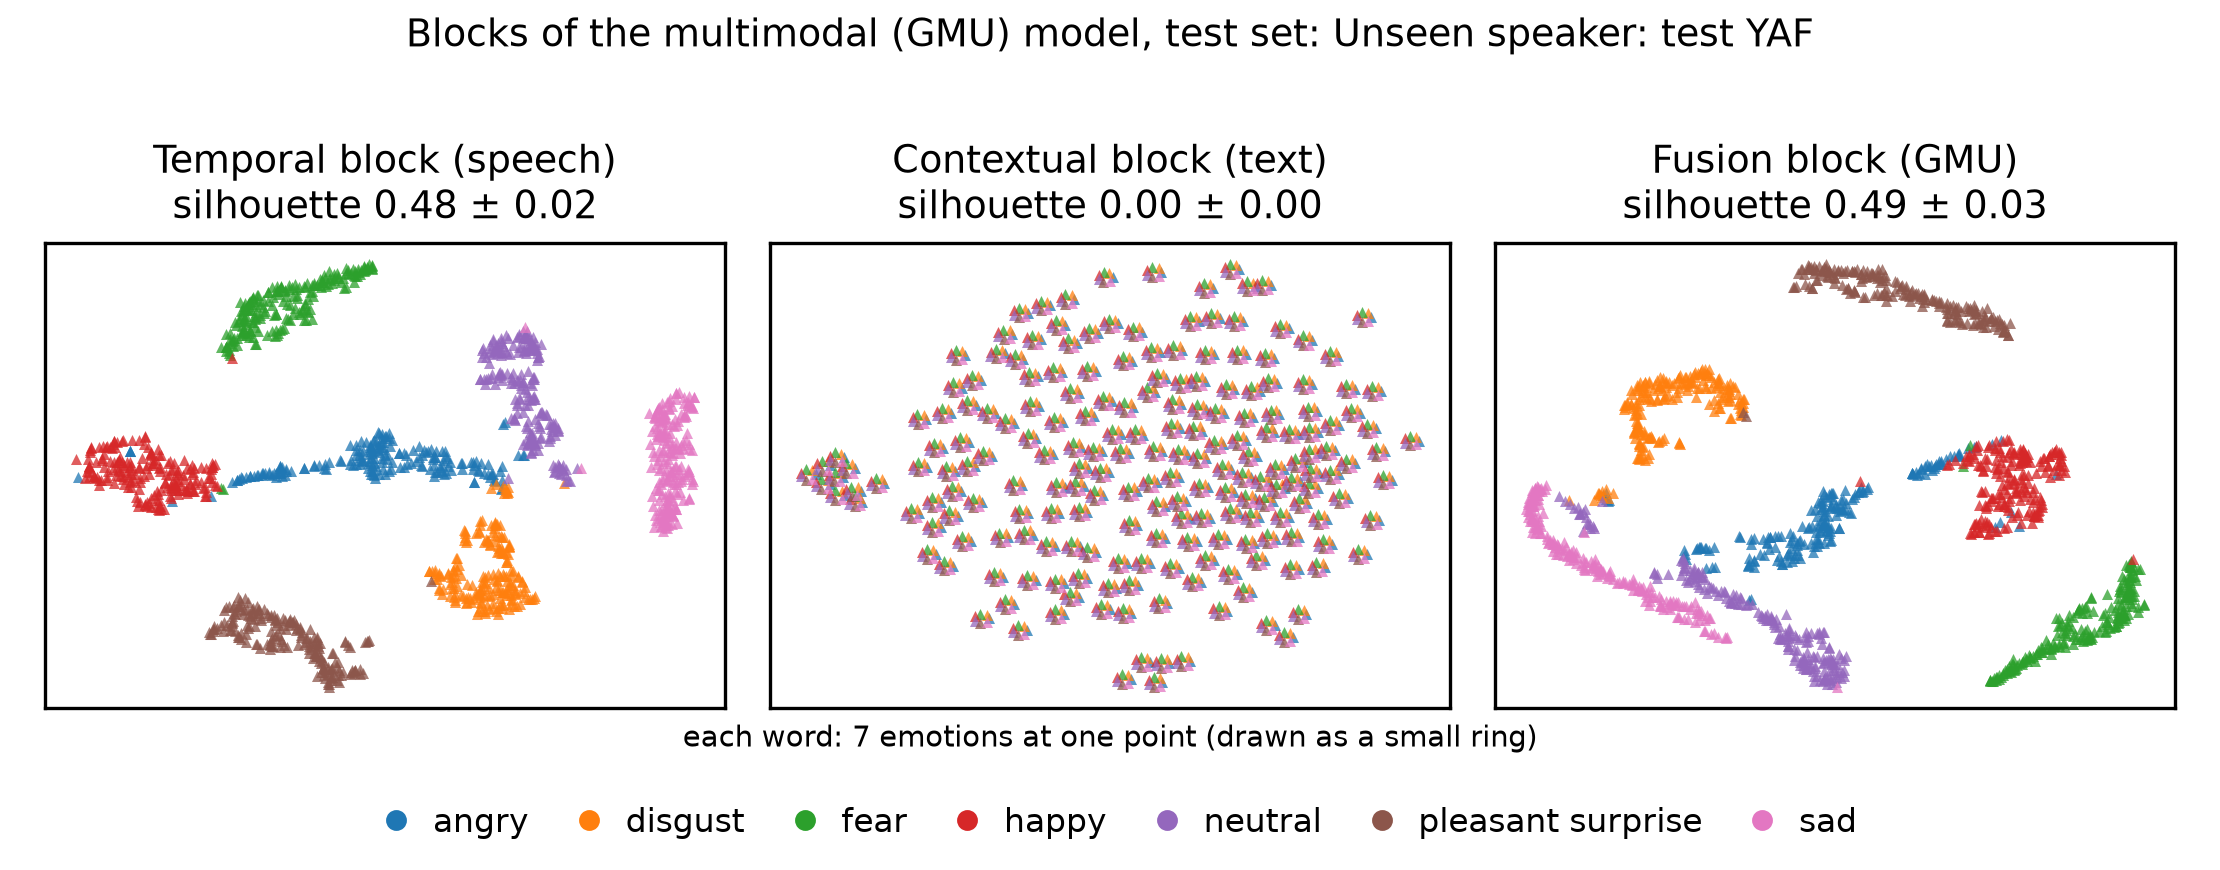 Blocks of the multimodal (GMU) model, test set: Unseen speaker: test YAF
Temporal block (speech)
silhouette 0.48 ± 0.02
Contextual block (text)
silhouette 0.00 ± 0.00
Fusion block (GMU)
silhouette 0.49 ± 0.03
each word: 7 emotions at one point (drawn as a small ring)
angry
disgust
fear
happy
neutral
pleasant surprise
sad